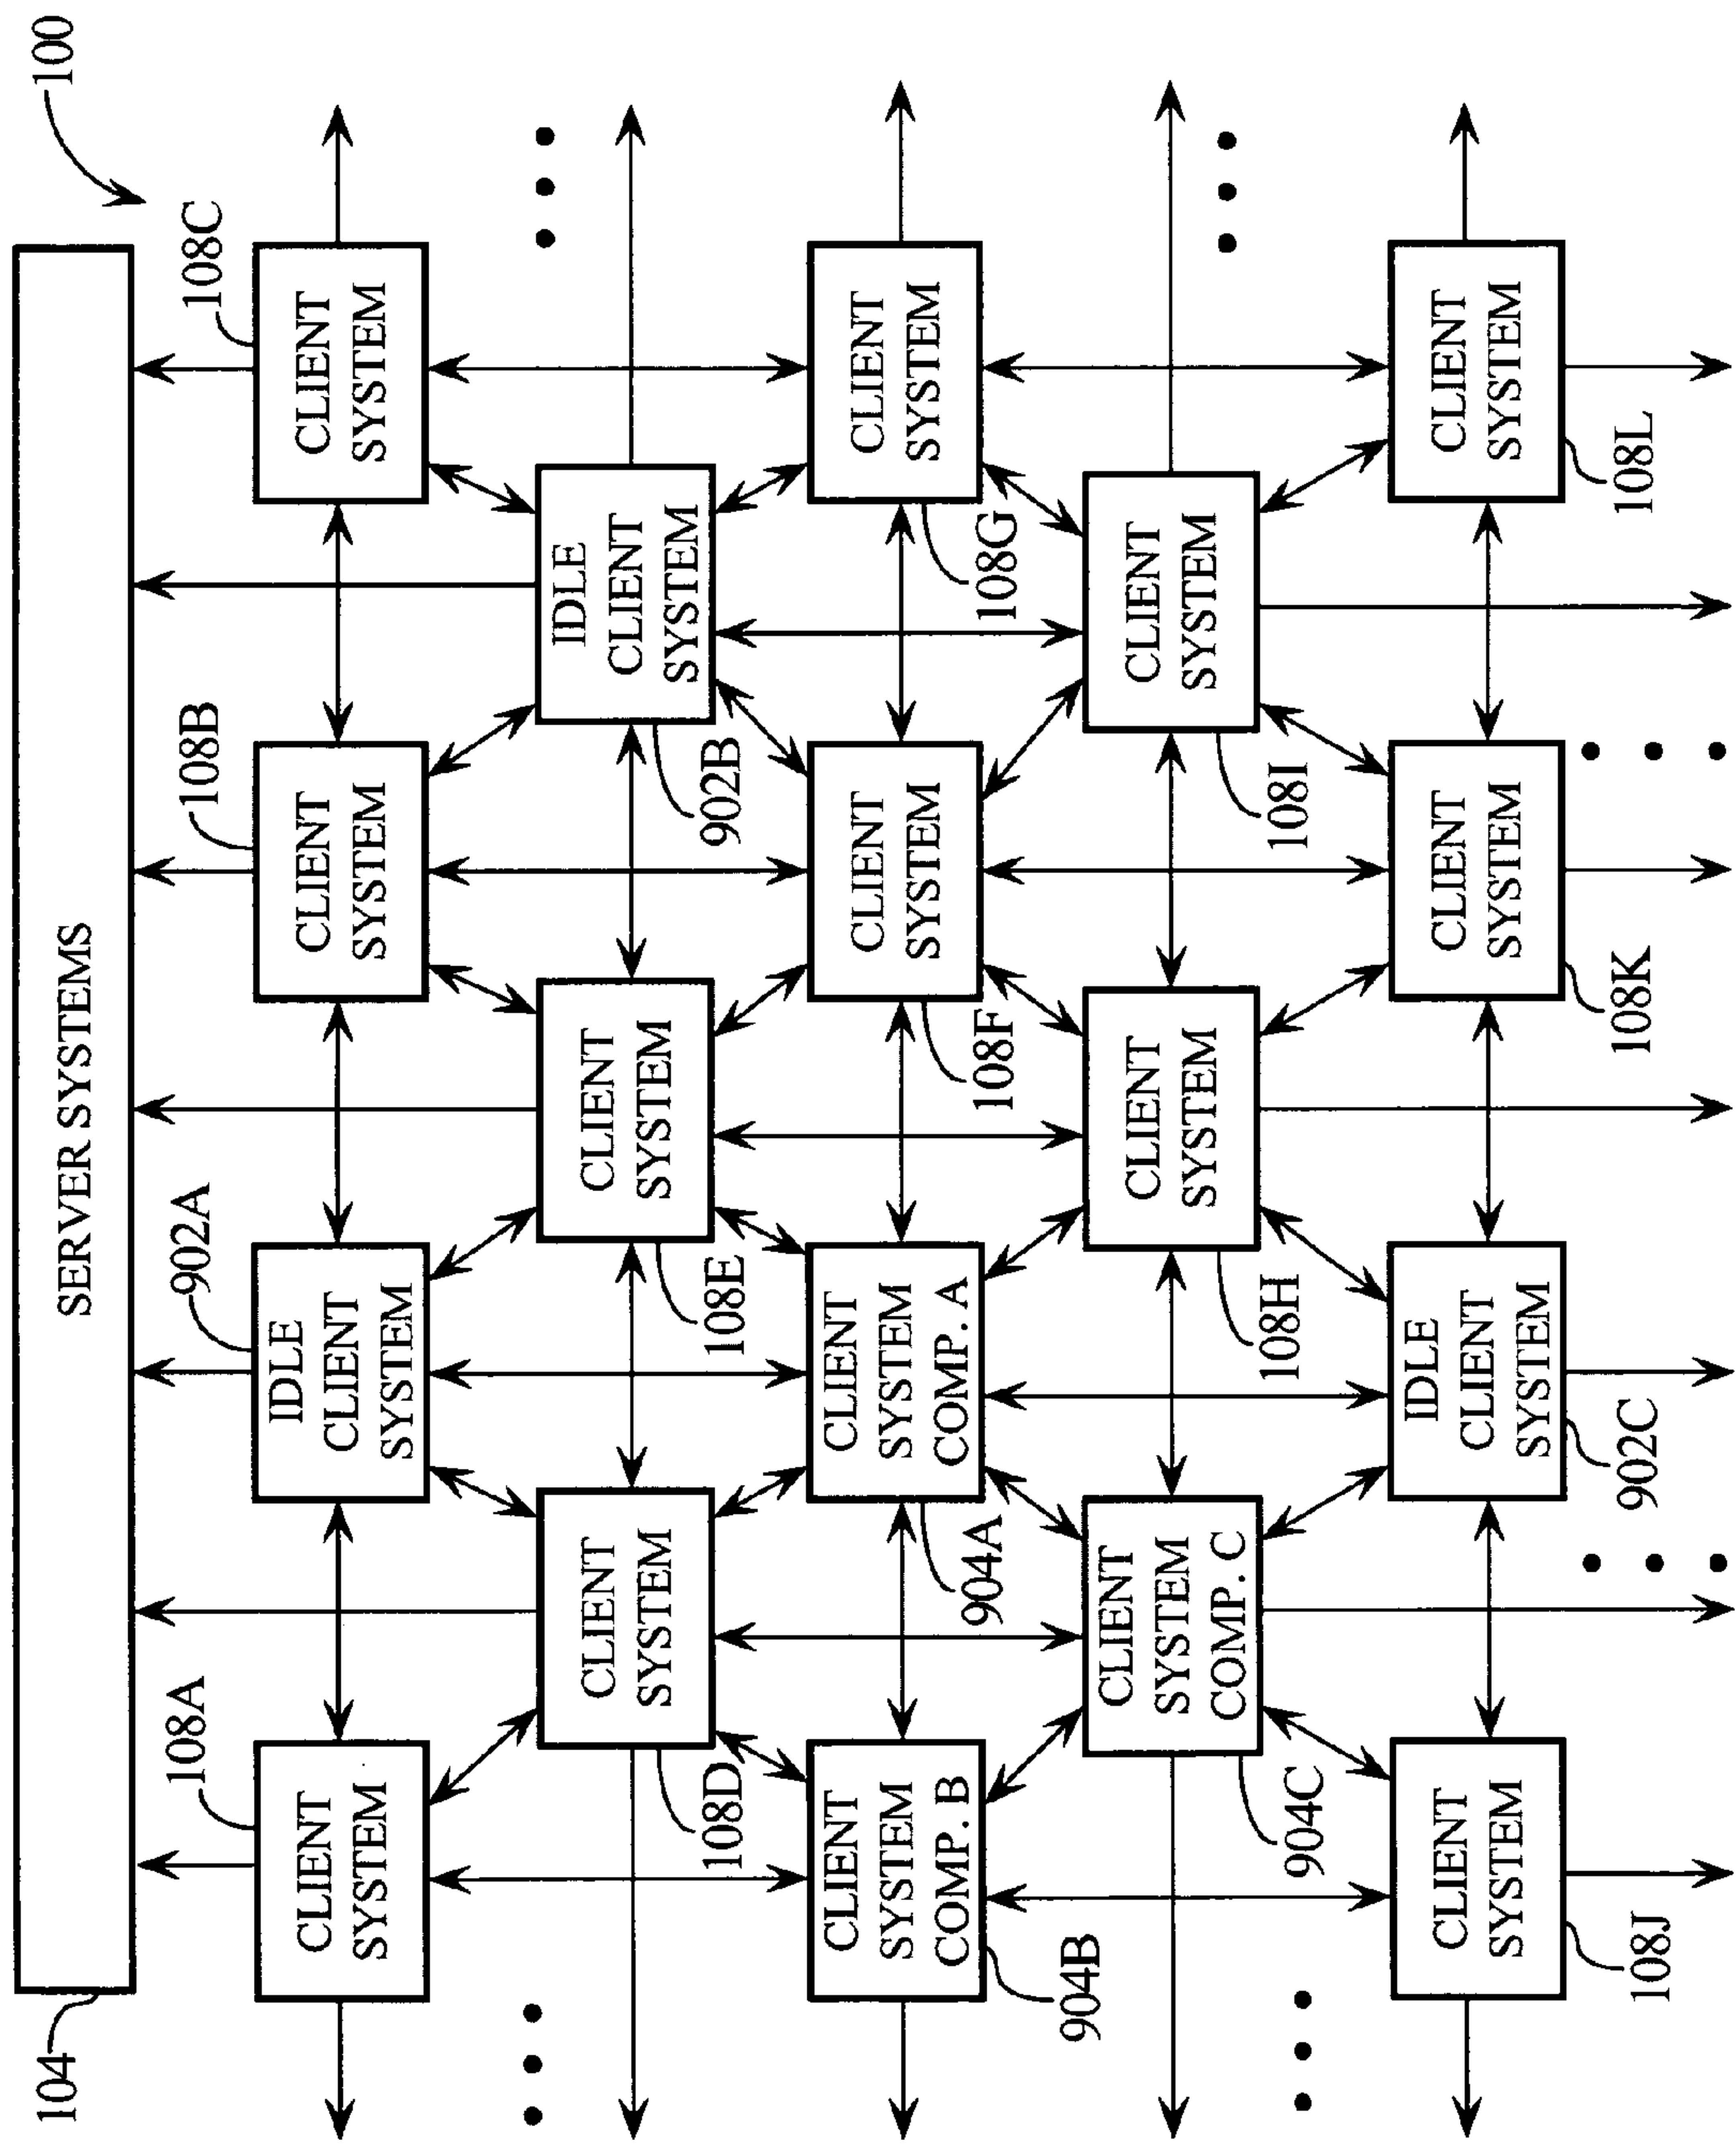 100
104
SERVER SYSTEMS
108A
902A
108B
108C
CLIENT
SYSTEM
IDLE
CLIENT
SYSTEM
CLIENT
SYSTEM
CLIENT
SYSTEM
CLIENT
SYSTEM
108D
CLIENT
SYSTEM
108E
IDLE
CLIENT
SYSTEM
902B
CLIENT
SYSTEM
COMP. B
904B
CLIENT
SYSTEM
COMP. A
904A
CLIENT
SYSTEM
108F
CLIENT
SYSTEM
108G
CLIENT
SYSTEM
COMP. C
904C
CLIENT
SYSTEM
108H
CLIENT
SYSTEM
108I
CLIENT
SYSTEM
108J
IDLE
CLIENT
SYSTEM
902C
CLIENT
SYSTEM
108K
CLIENT
SYSTEM
108L